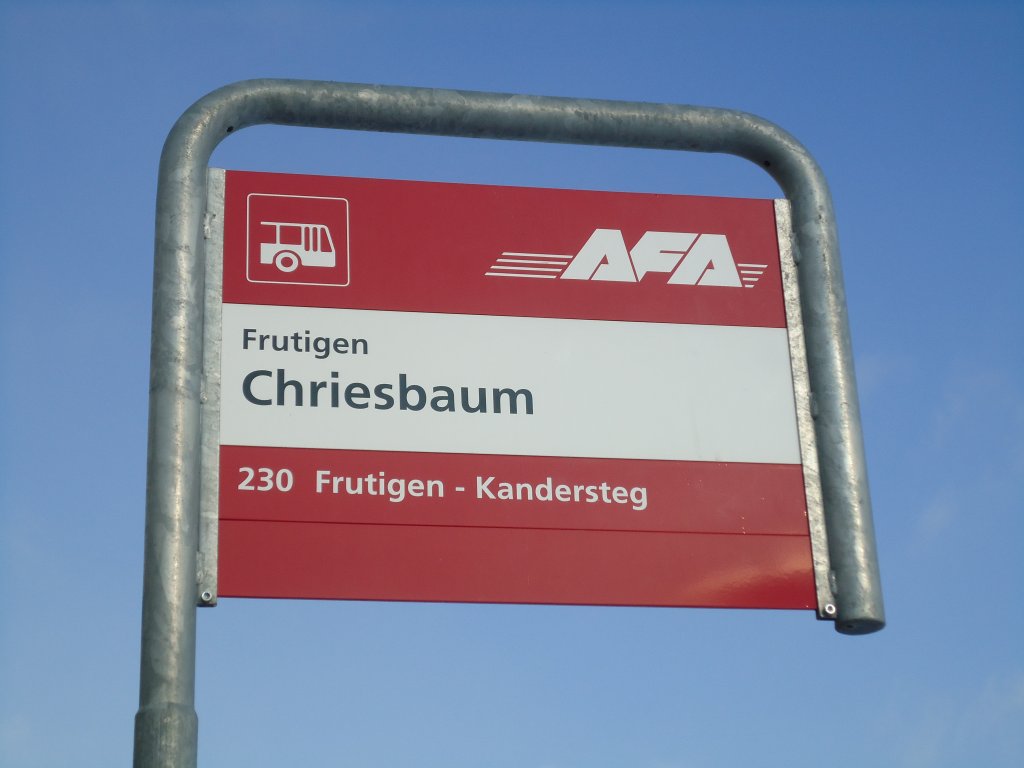 AFA
Frutigen
Chriesbaum
230 Frutigen - Kandersteg